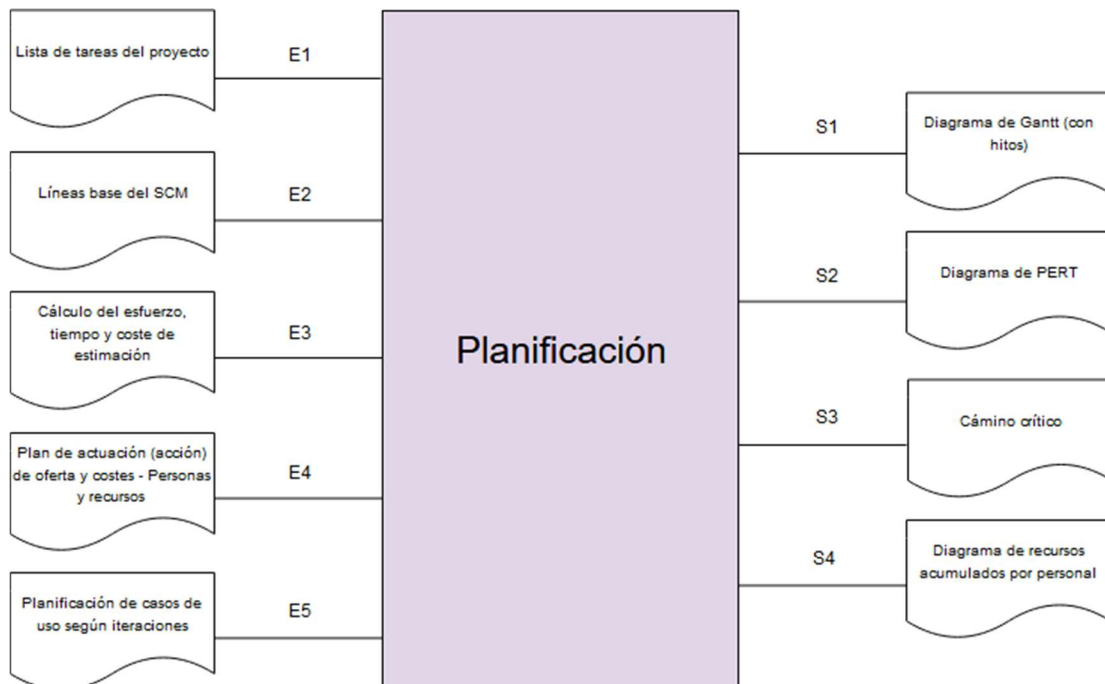 Lista de tareas del proyecto
E1
Líneas base del SCM
E2
Cálculo del esfuerzo,
tiempo y coste de
estimación
E3
Plan de actuación (acción)
de oferta y costes - Personas
y recursos
E4
Planificación de casos de
uso según iteraciones
E5
Planificación
S1
Diagrama de Gantt (con
hitos)
S2
Diagrama de PERT
S3
Cámino crítico
S4
Diagrama de recursos
acumulados por personal